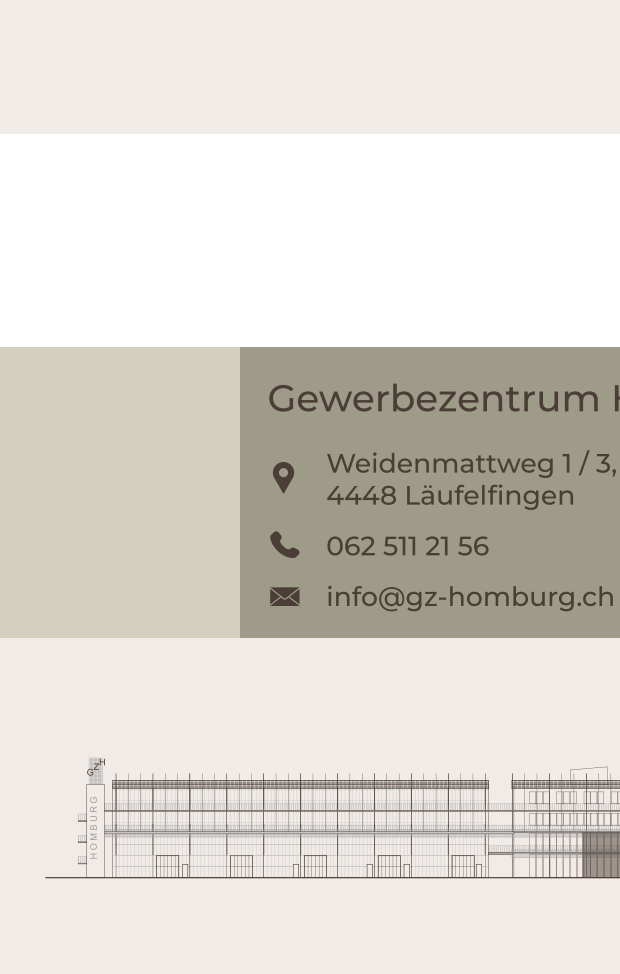 Gewerbezentrum
Weidenmattweg 1 / 3,
4448 Läufelfingen
062 511 21 56
info@gz-homburg.ch
GZH
HOMBURG